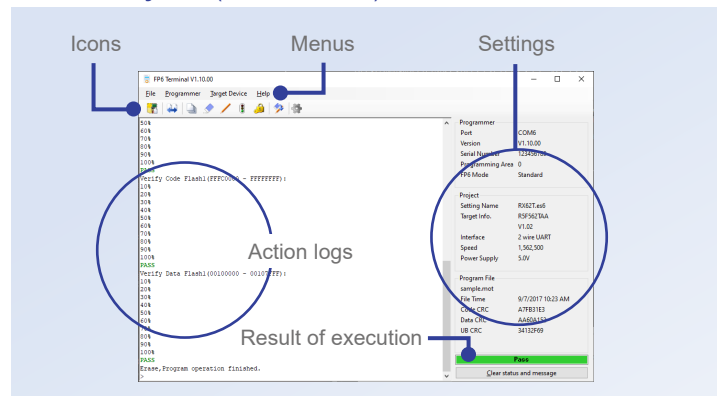 Icons
Menus
Settings
FP6 Terminal V1.10.00
File Programmer Target Device Help
50%
60%
70%
80%
90%
100%
PASS
Verify Code Flash1(FFFC0000 - FFFFFFFF):
10%
20%
30%
40%
50%
60%
70%
80%
90%
100%
PASS
Verify Data Flash1(00100000 - 00107FFF):
10%
20%
30%
40%
50%
60%
70%
80%
90%
100%
PASS
Erase,Program operation finished.
>
Action logs
Result of execution
Programmer
Port COM6
Version V1.10.00
Serial Number 123456789
Programming Area 0
FP6 Mode Standard
Project
Setting Name RX62T.es6
Target Info. R5F562TAA
V1.02
Interface 2 wire UART
Speed 1,562,500
Power Supply 5.0V
Program File
sample.mot
File Time 9/7/2017 10:23 AM
Code CRC A7FB31E3
Data CRC
UB CRC 34132F69
Pass
Clear status and message